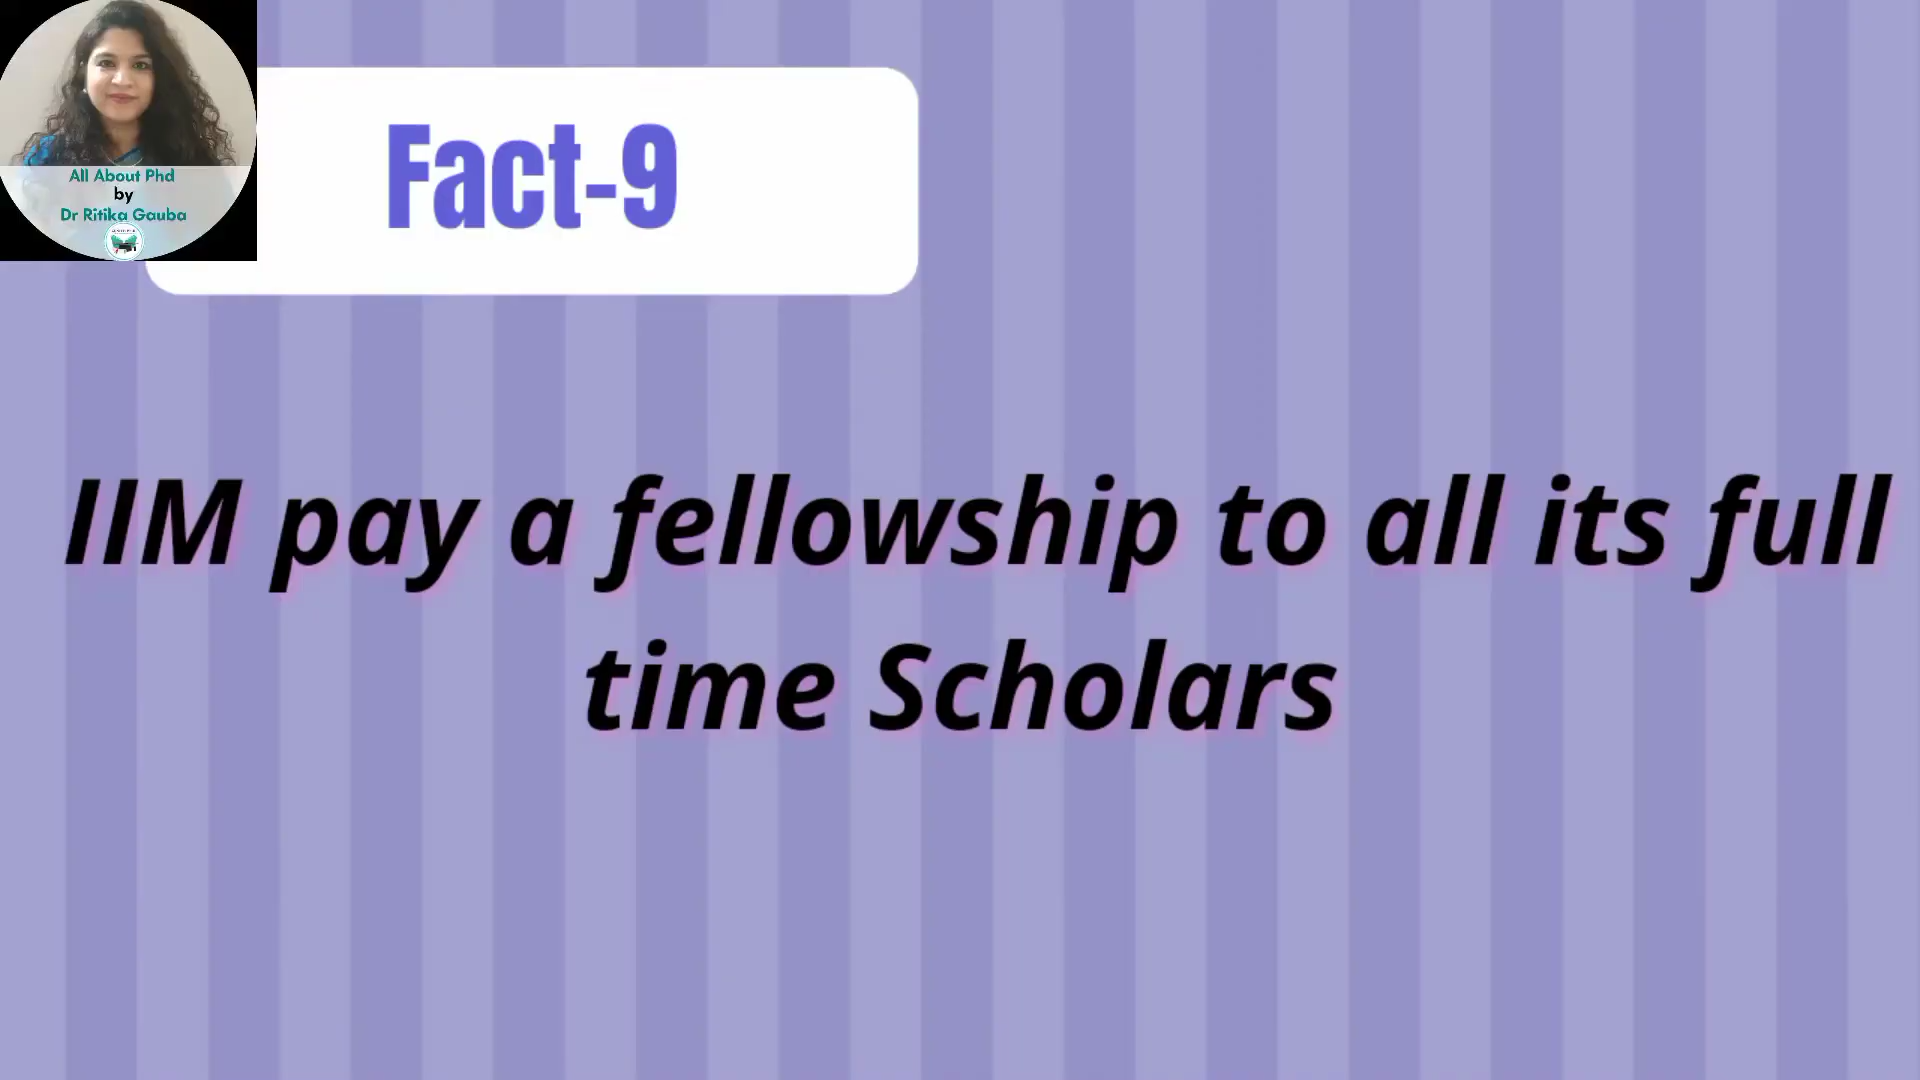 All About Phd
by
Dr Ritika Gauba
Fact-9
IIM pay a fellowship to all its full
time Scholars